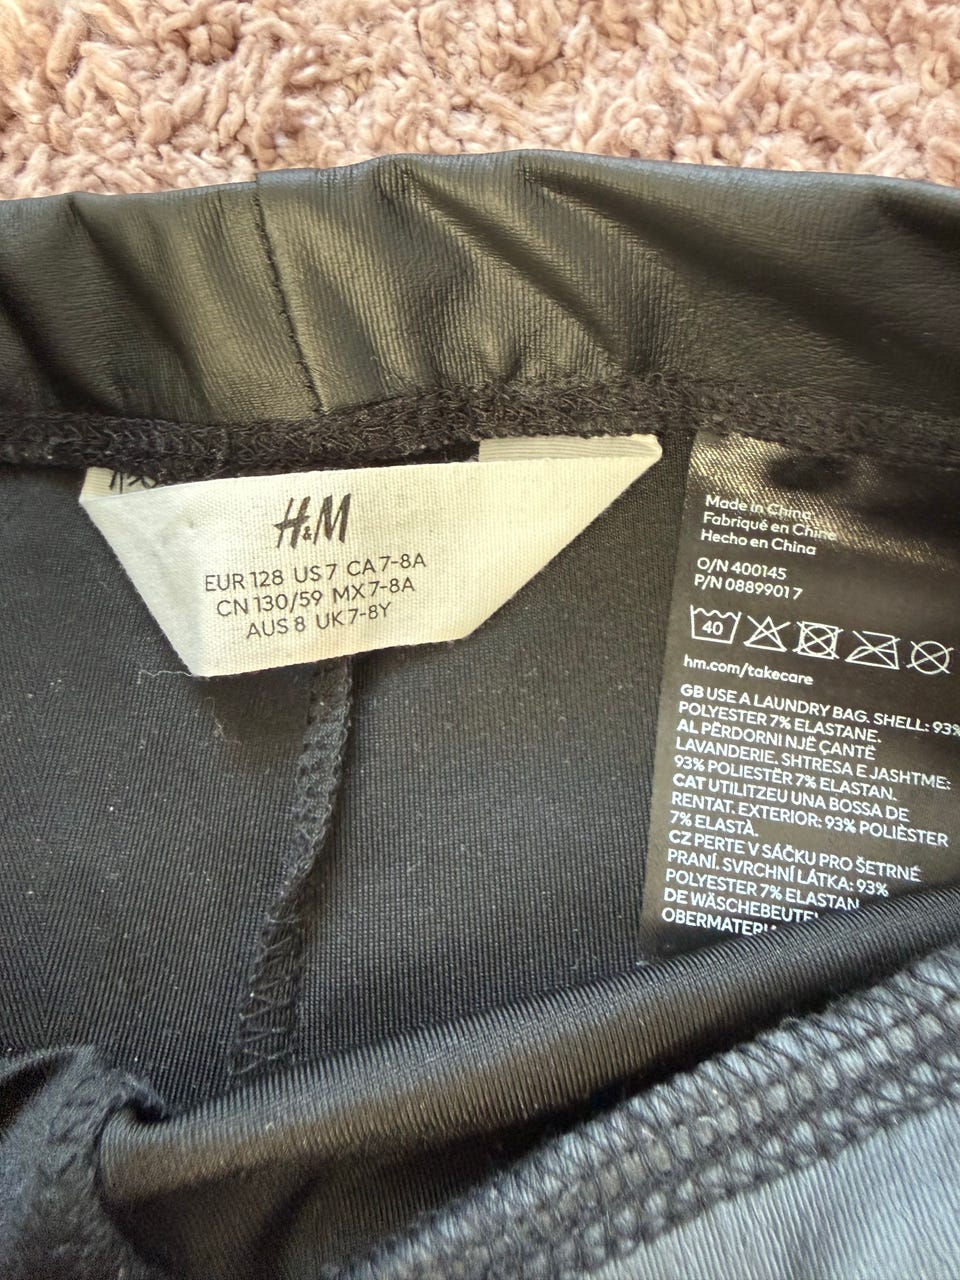 H&M
EUR 128 US 7 CA 7-8A
CN 130/59 MX 7-8A
AUS 8 UK 7-8Y
Made in China
Fabriqué en Chine
Hecho en China
O/N 400145
P/N 08899017
40
hm.com/takecare
GB USE A LAUNDRY BAG. SHELL: 93%
POLYESTER 7% ELASTANE.
AL PËRDORNI NJË ÇANTË
LAVANDERIE. SHTRESA E JASHTME:
93% POLIESTËR 7% ELASTAN.
CAT UTILITZEU UNA BOSSA DE
RENTAT. EXTERIOR: 93% POLIÈSTER
7% ELASTÀ.
CZ PERTE V SÁČKU PRO ŠETRNÉ
PRANÍ. SVRCHNÍ LÁTKA: 93%
POLYESTER 7% ELASTAN
DE